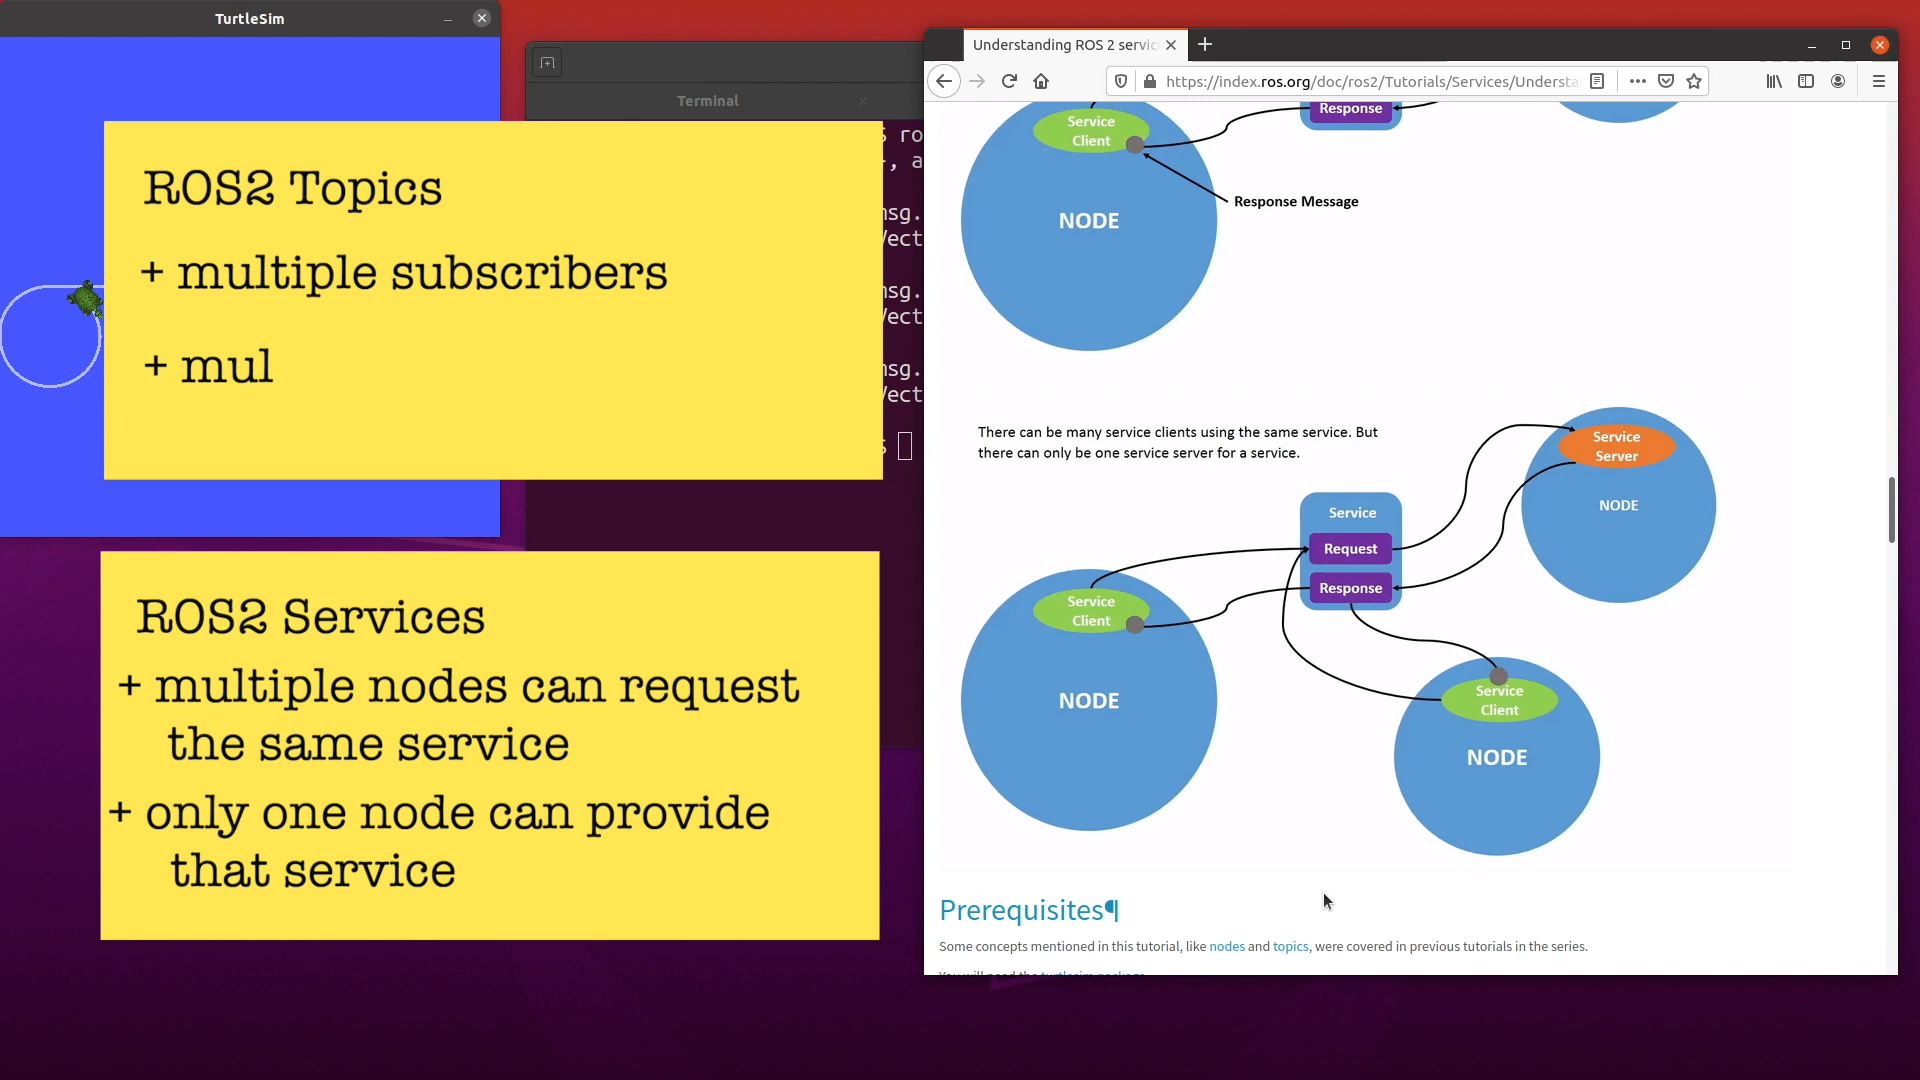 TurtleSim
Terminal
ROS2 Topics
+ multiple subscribers
+ mul
ROS2 Services
+ multiple nodes can request
the same service
+ only one node can provide
that service
Understanding ROS 2 servic
https://index.ros.org/doc/ros2/Tutorials/Services/Understa
Response
Service
Client
Response Message
NODE
There can be many service clients using the same service. But
there can only be one service server for a service.
Service
Server
NODE
Service
Request
Response
Service
Client
NODE
Service
Client
NODE
Prerequisites¶
Some concepts mentioned in this tutorial, like nodes and topics, were covered in previous tutorials in the series.